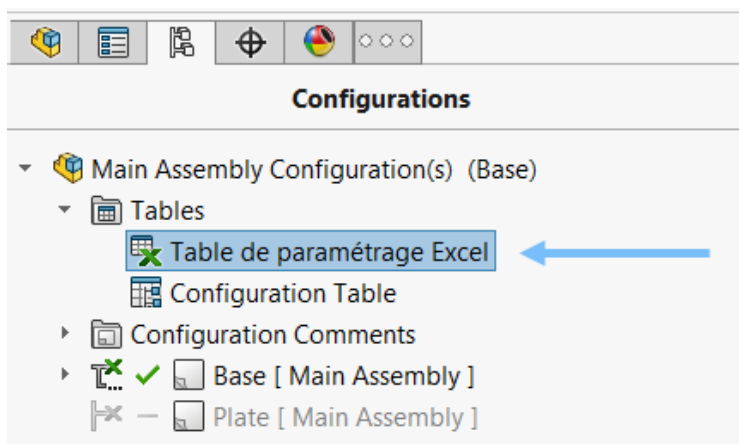 Configurations
Main Assembly Configuration(s) (Base)
Tables
Table de paramétrage Excel
Configuration Table
Configuration Comments
Base [ Main Assembly ]
Plate [ Main Assembly ]